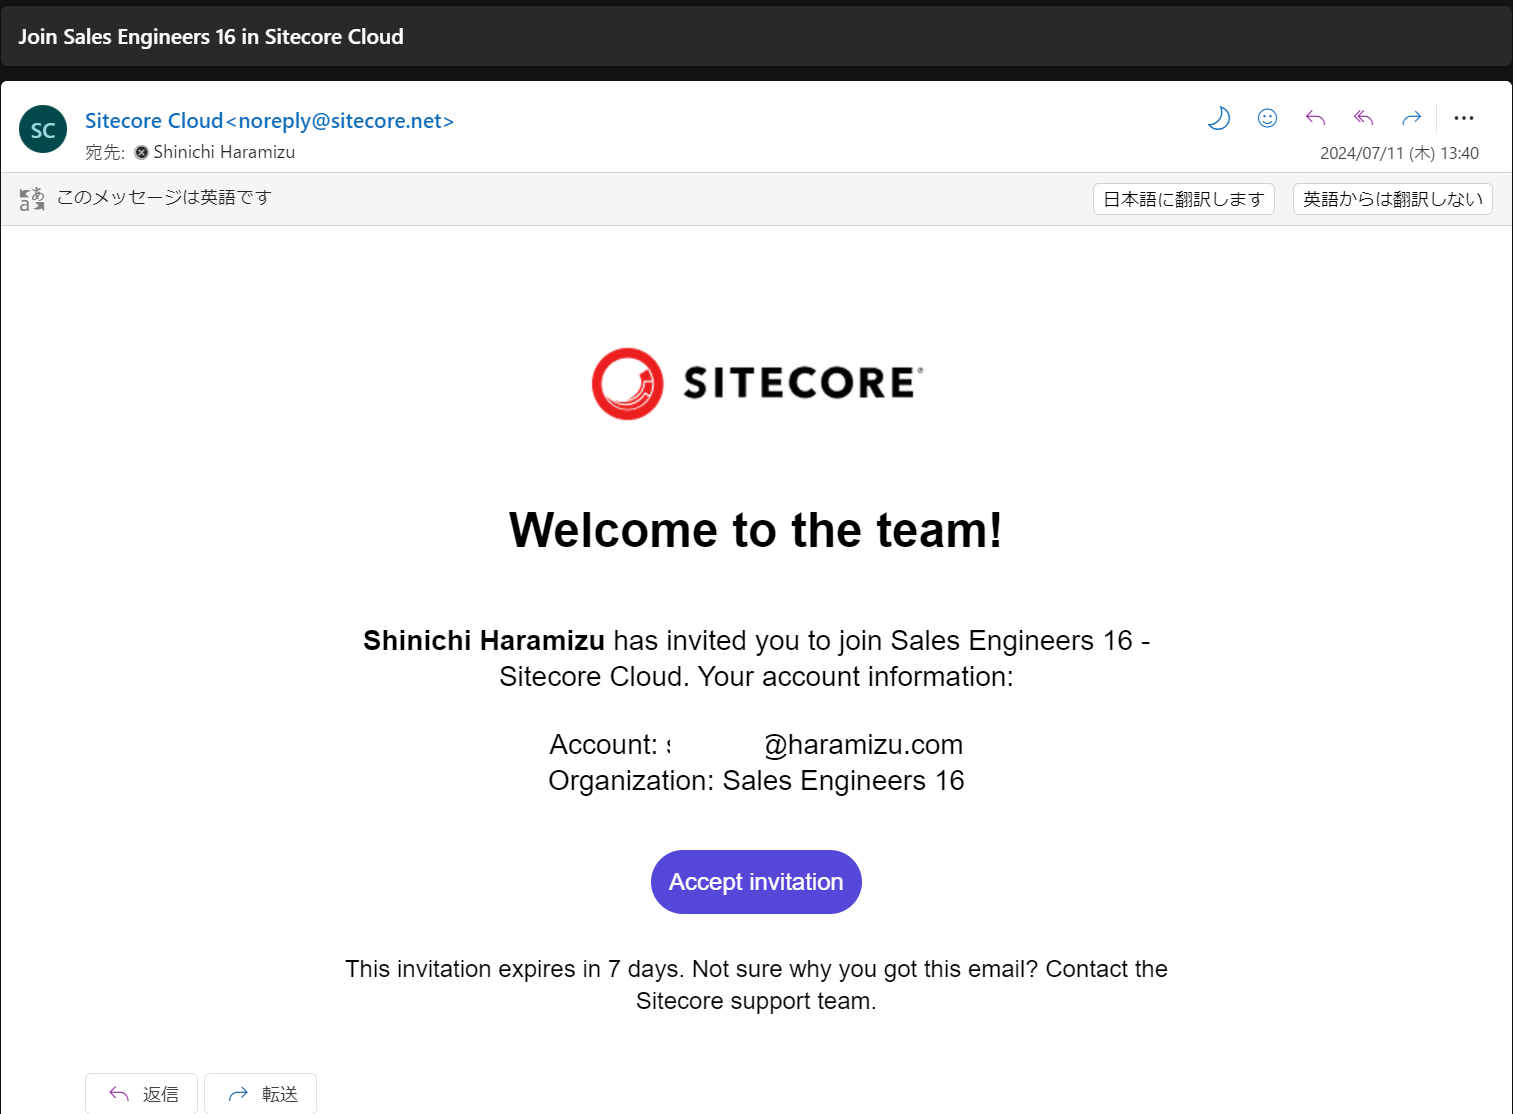 Join Sales Engineers 16 in Sitecore Cloud
SC
Sitecore Cloud<noreply@sitecore.net>
宛先: Shinichi Haramizu
2024/07/11 (木) 13:40
このメッセージは英語です
日本語に翻訳します
英語からは翻訳しない
SITECORE
Welcome to the team!
Shinichi Haramizu has invited you to join Sales Engineers 16 -
Sitecore Cloud. Your account information:
Account: @haramizu.com
Organization: Sales Engineers 16
Accept invitation
This invitation expires in 7 days. Not sure why you got this email? Contact the
Sitecore support team.
返信
転送